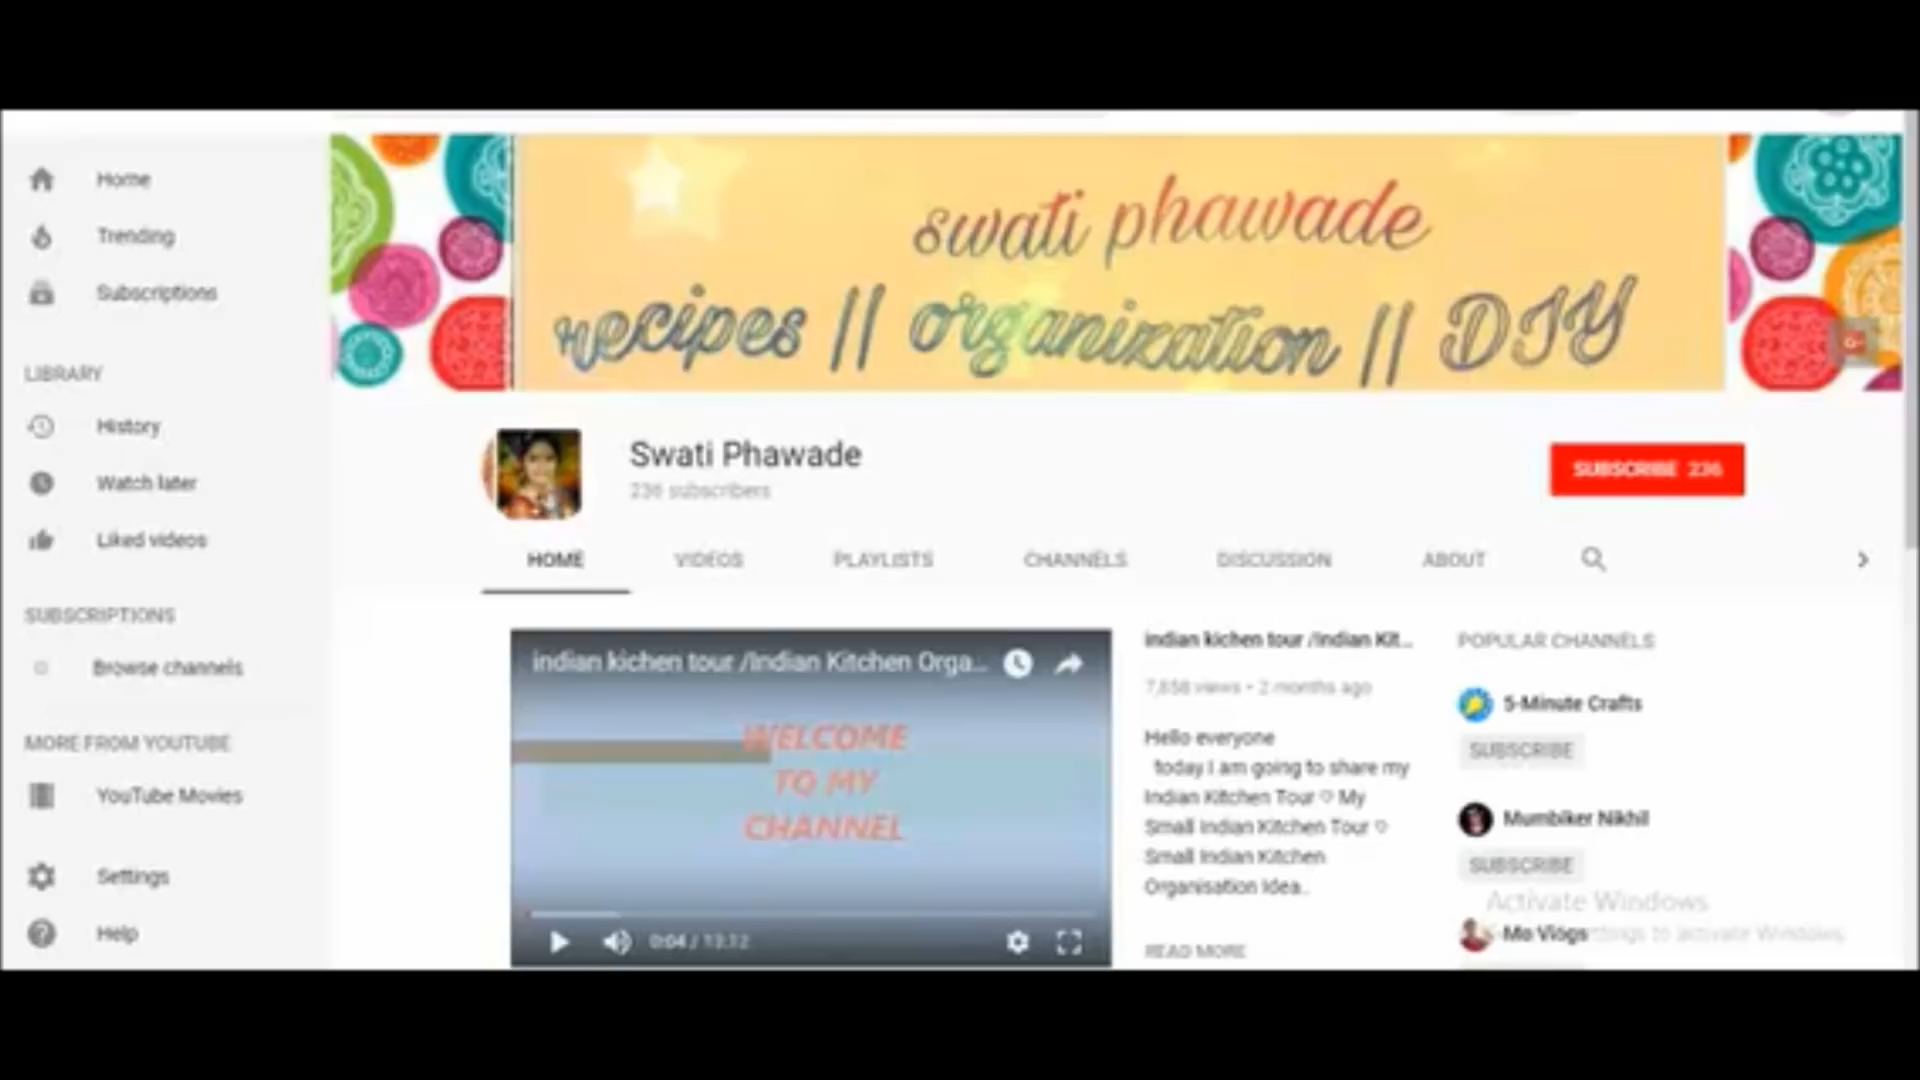 Home
Trending
Subscriptions
LIBRARY
History
Watch later
Liked videos
SUBSCRIPTIONS
Browse channels
MORE FROM YOUTUBE
YouTube Movies
Settings
Help
swati phawade
recipes || organization || DIY
Swati Phawade
236 subscribers
SUBSCRIBE 236
HOME VIDEOS PLAYLISTS CHANNELS DISCUSSION ABOUT
indian kichen tour /Indian Kitchen Orga...
WELCOME
TO MY
CHANNEL
0:04 / 13:12
indian kichen tour /Indian Kit...
7,858 views • 2 months ago
Hello everyone
today I am going to share my
Indian Kitchen Tour ♡ My
Small Indian Kitchen Tour ♡
Small Indian Kitchen
Organisation Idea..
READ MORE
POPULAR CHANNELS
5-Minute Crafts
SUBSCRIBE
Mumbiker Nikhil
SUBSCRIBE
Activate Windows
Mo Vlogs
to activate Windows.